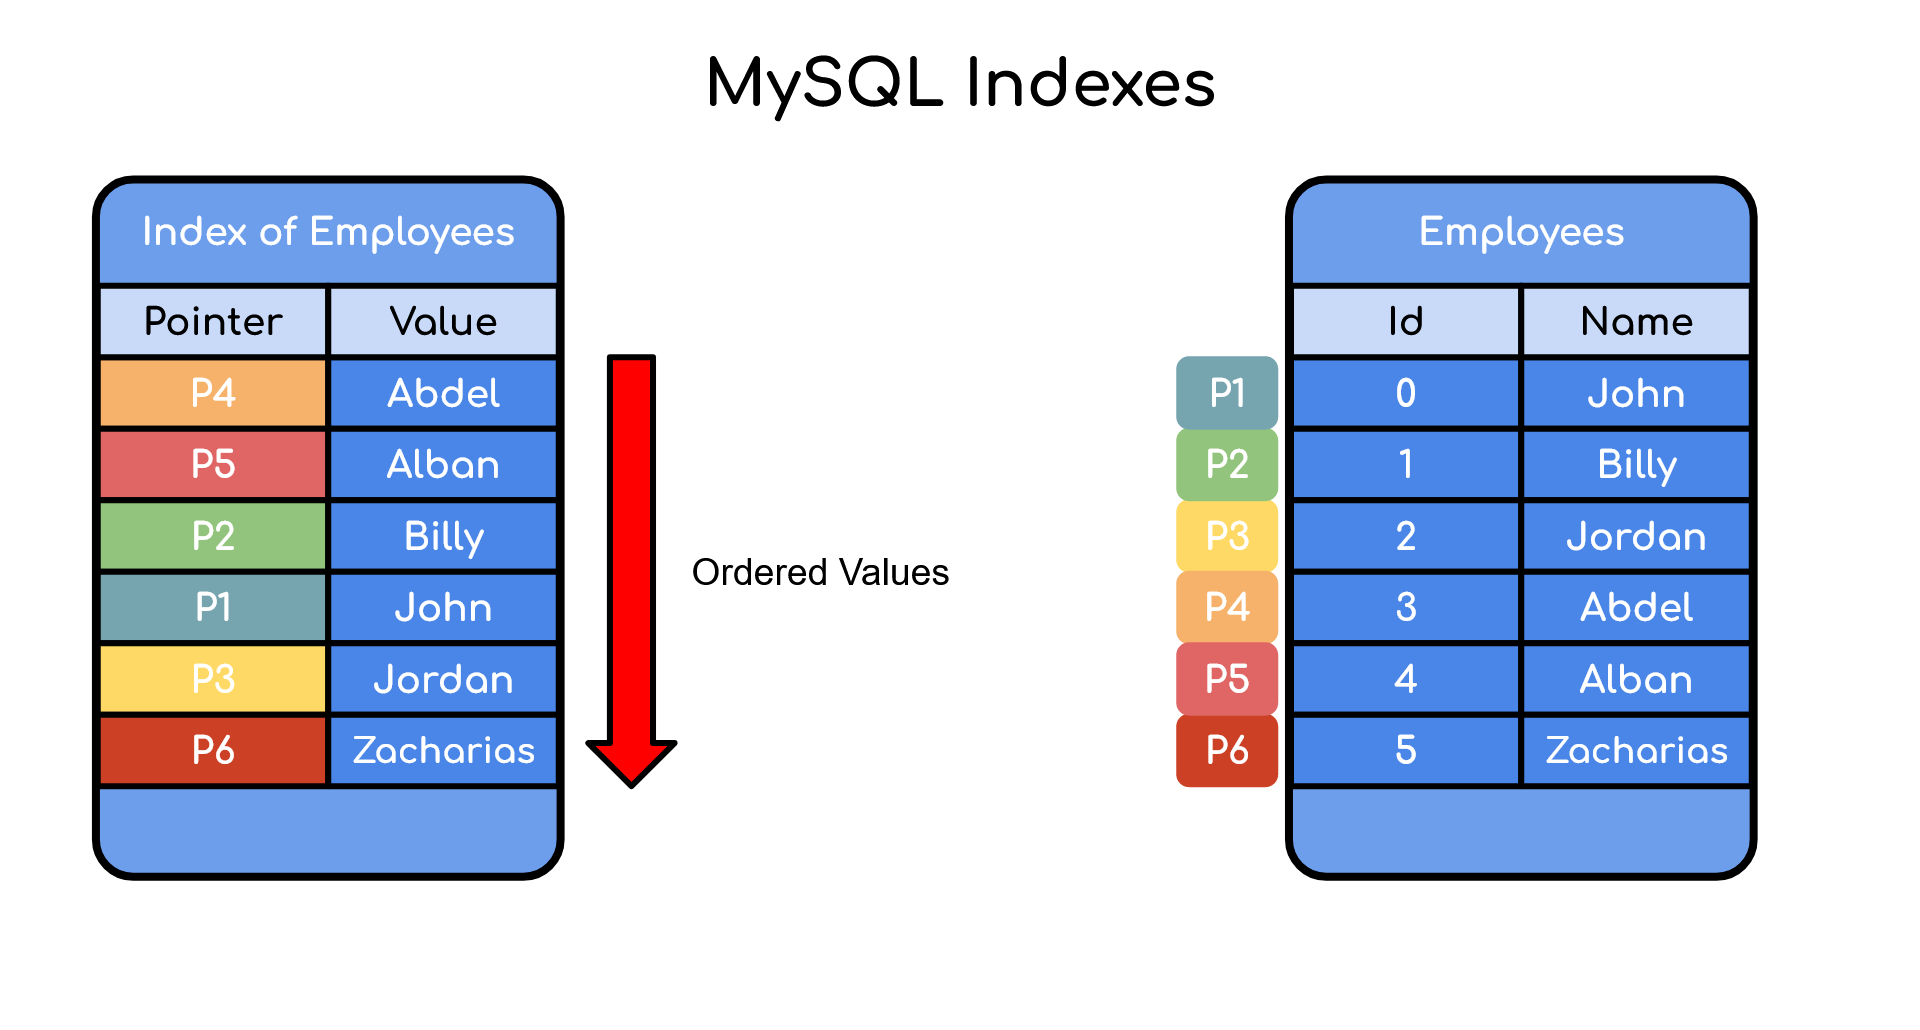 MySQL Indexes
Index of Employees
Pointer Value
P4 Abdel
P5 Alban
P2 Billy
P1 John
P3 Jordan
P6 Zacharias
Ordered Values
Employees
Id Name
P1 0 John
P2 1 Billy
P3 2 Jordan
P4 3 Abdel
P5 4 Alban
P6 5 Zacharias